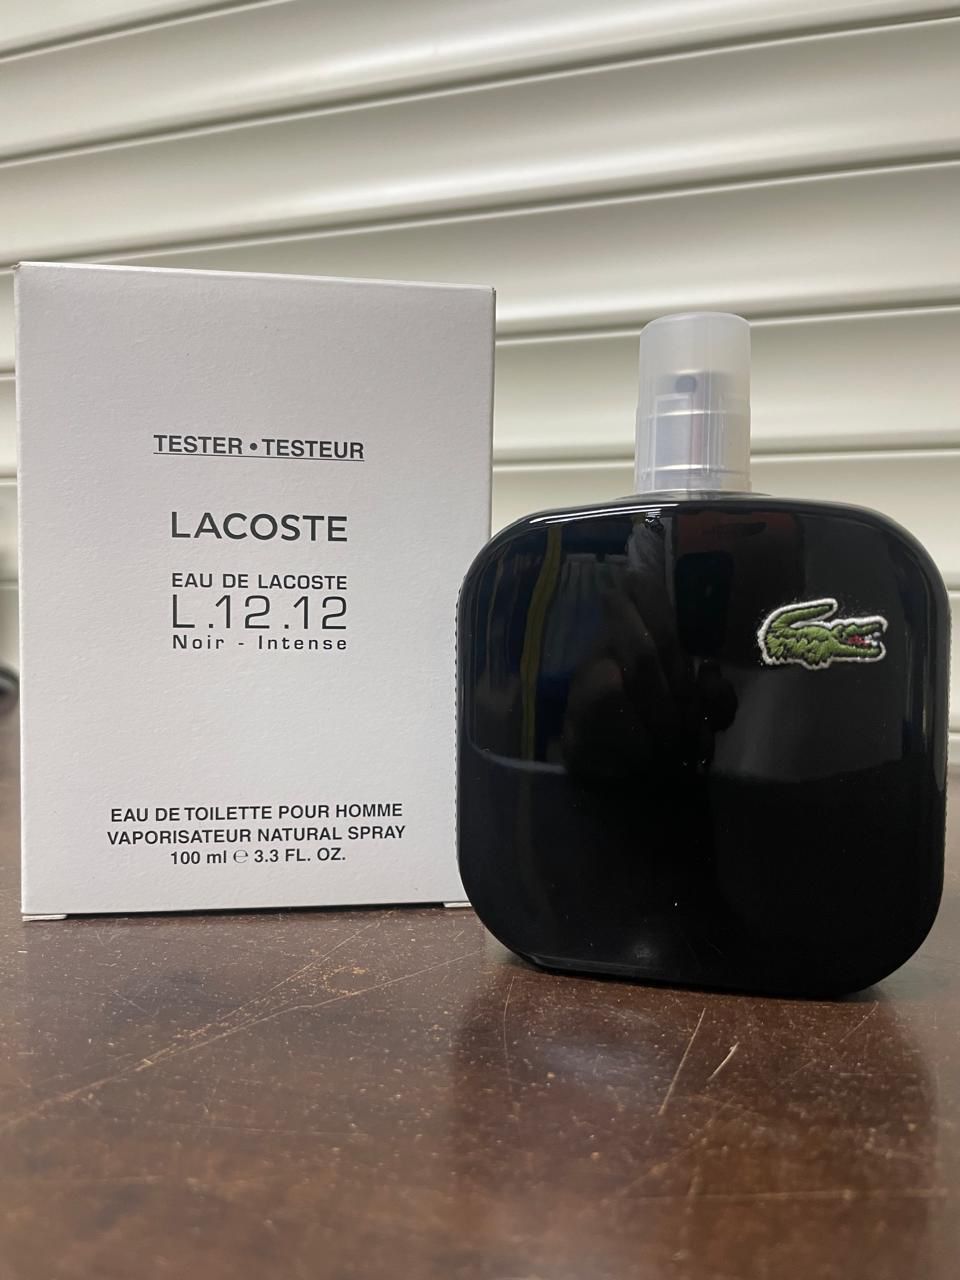 TESTER • TESTEUR
LACOSTE
EAU DE LACOSTE
L.12.12
Noir - Intense
EAU DE TOILETTE POUR HOMME
VAPORISATEUR NATURAL SPRAY
100 ml ℮ 3.3 FL. OZ.